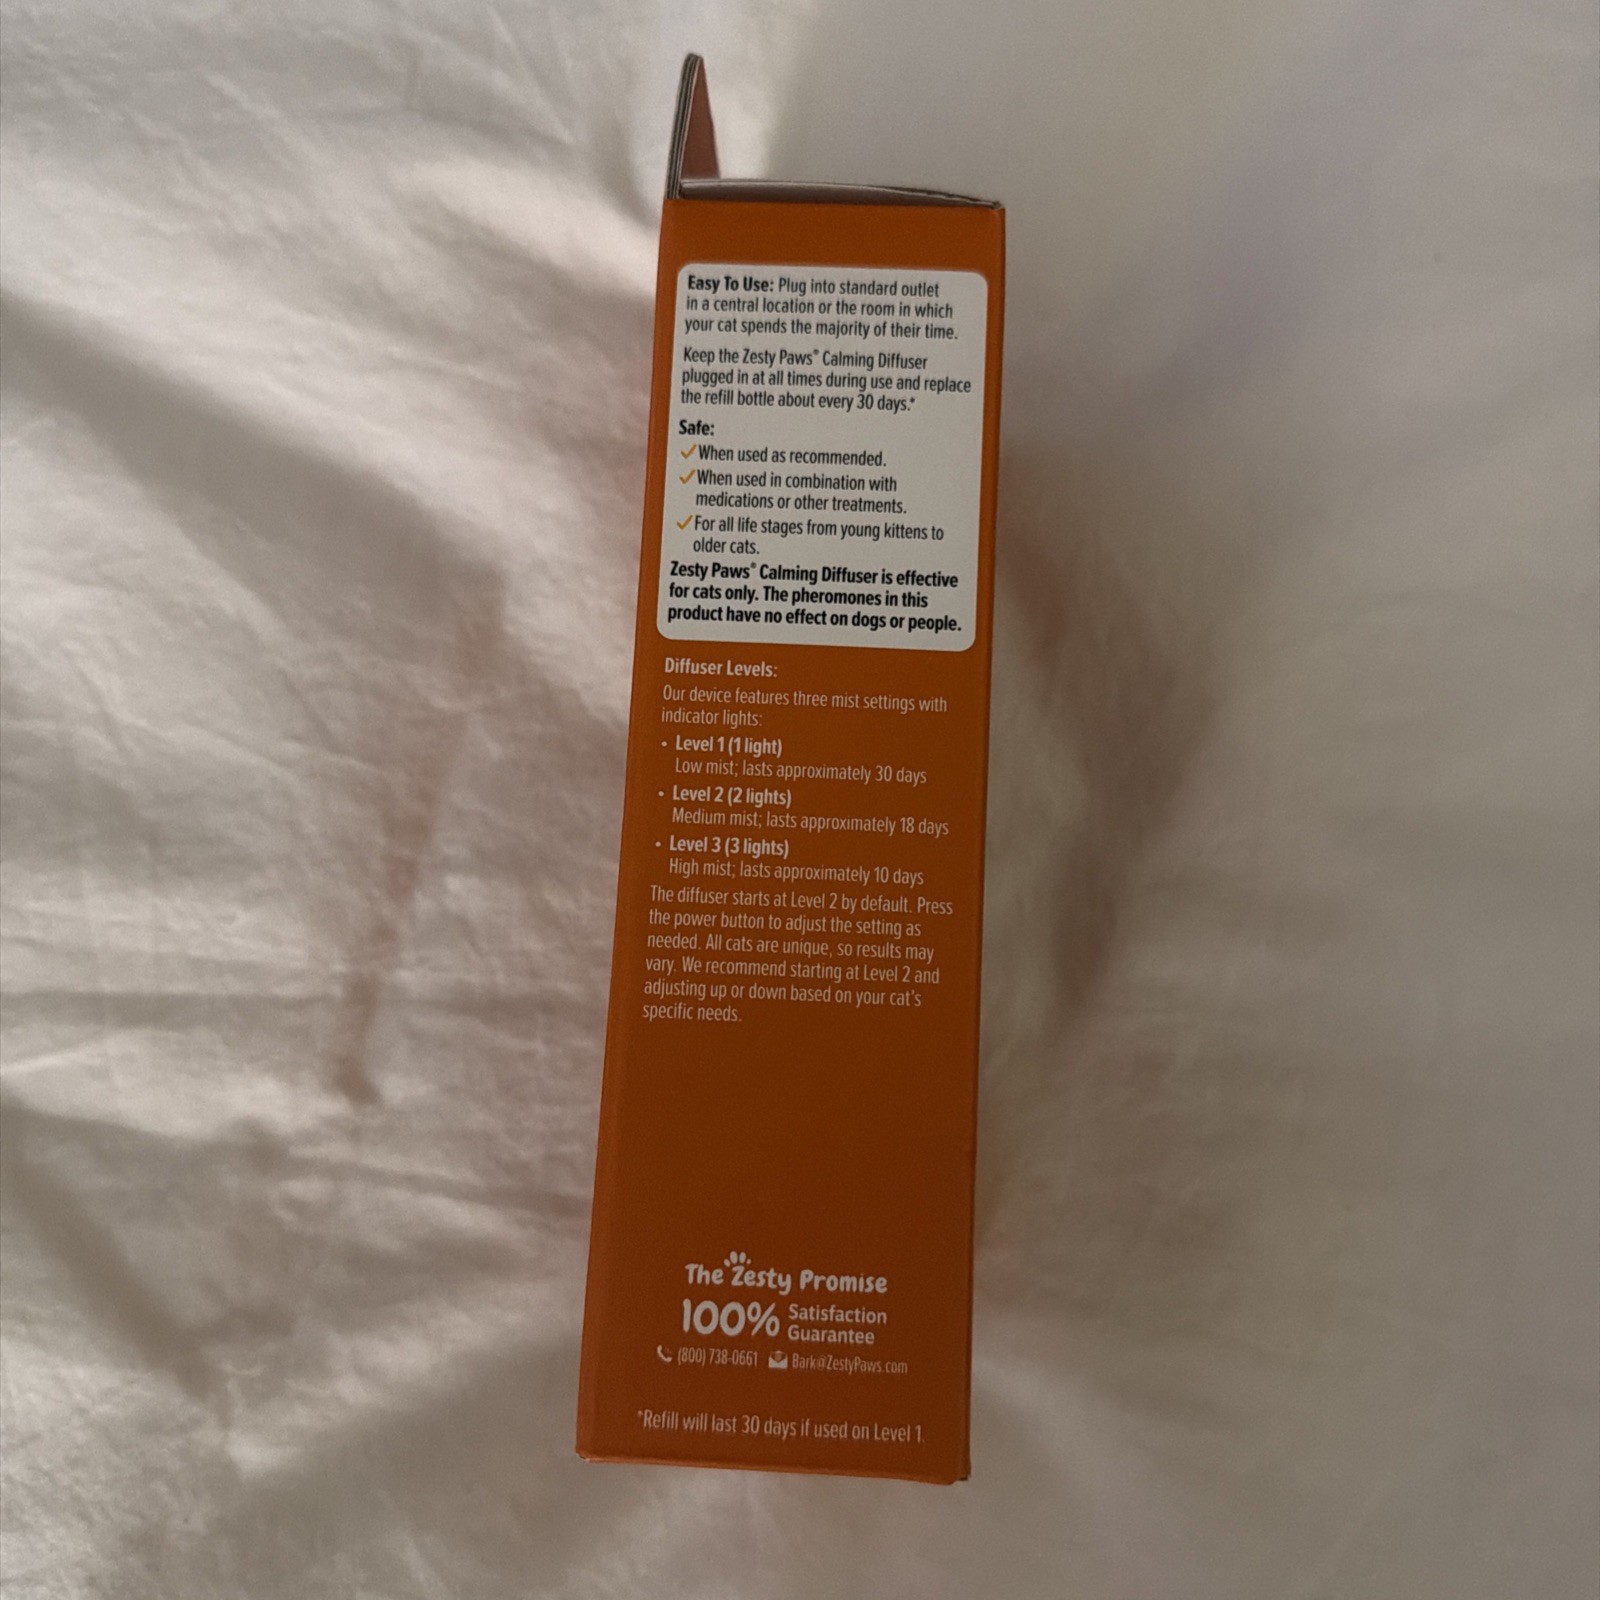 Easy To Use: Plug into standard outlet
in a central location or the room in which
your cat spends the majority of their time.
Keep the Zesty Paws® Calming Diffuser
plugged in at all times during use and replace
the refill bottle about every 30 days.*
Safe:
✓When used as recommended.
✓When used in combination with
medications or other treatments.
✓For all life stages from young kittens to
older cats.
Zesty Paws® Calming Diffuser is effective
for cats only. The pheromones in this
product have no effect on dogs or people.
Diffuser Levels:
Our device features three mist settings with
indicator lights:
• Level 1 (1 light)
Low mist; lasts approximately 30 days
• Level 2 (2 lights)
Medium mist; lasts approximately 18 days
• Level 3 (3 lights)
High mist; lasts approximately 10 days
The diffuser starts at Level 2 by default. Press
the power button to adjust the setting as
needed. All cats are unique, so results may
vary. We recommend starting at Level 2 and
adjusting up or down based on your cat's
specific needs.
The Zesty Promise
100% Satisfaction
Guarantee
(800) 738-0661 Bark@ZestyPaws.com
*Refill will last 30 days if used on Level 1.